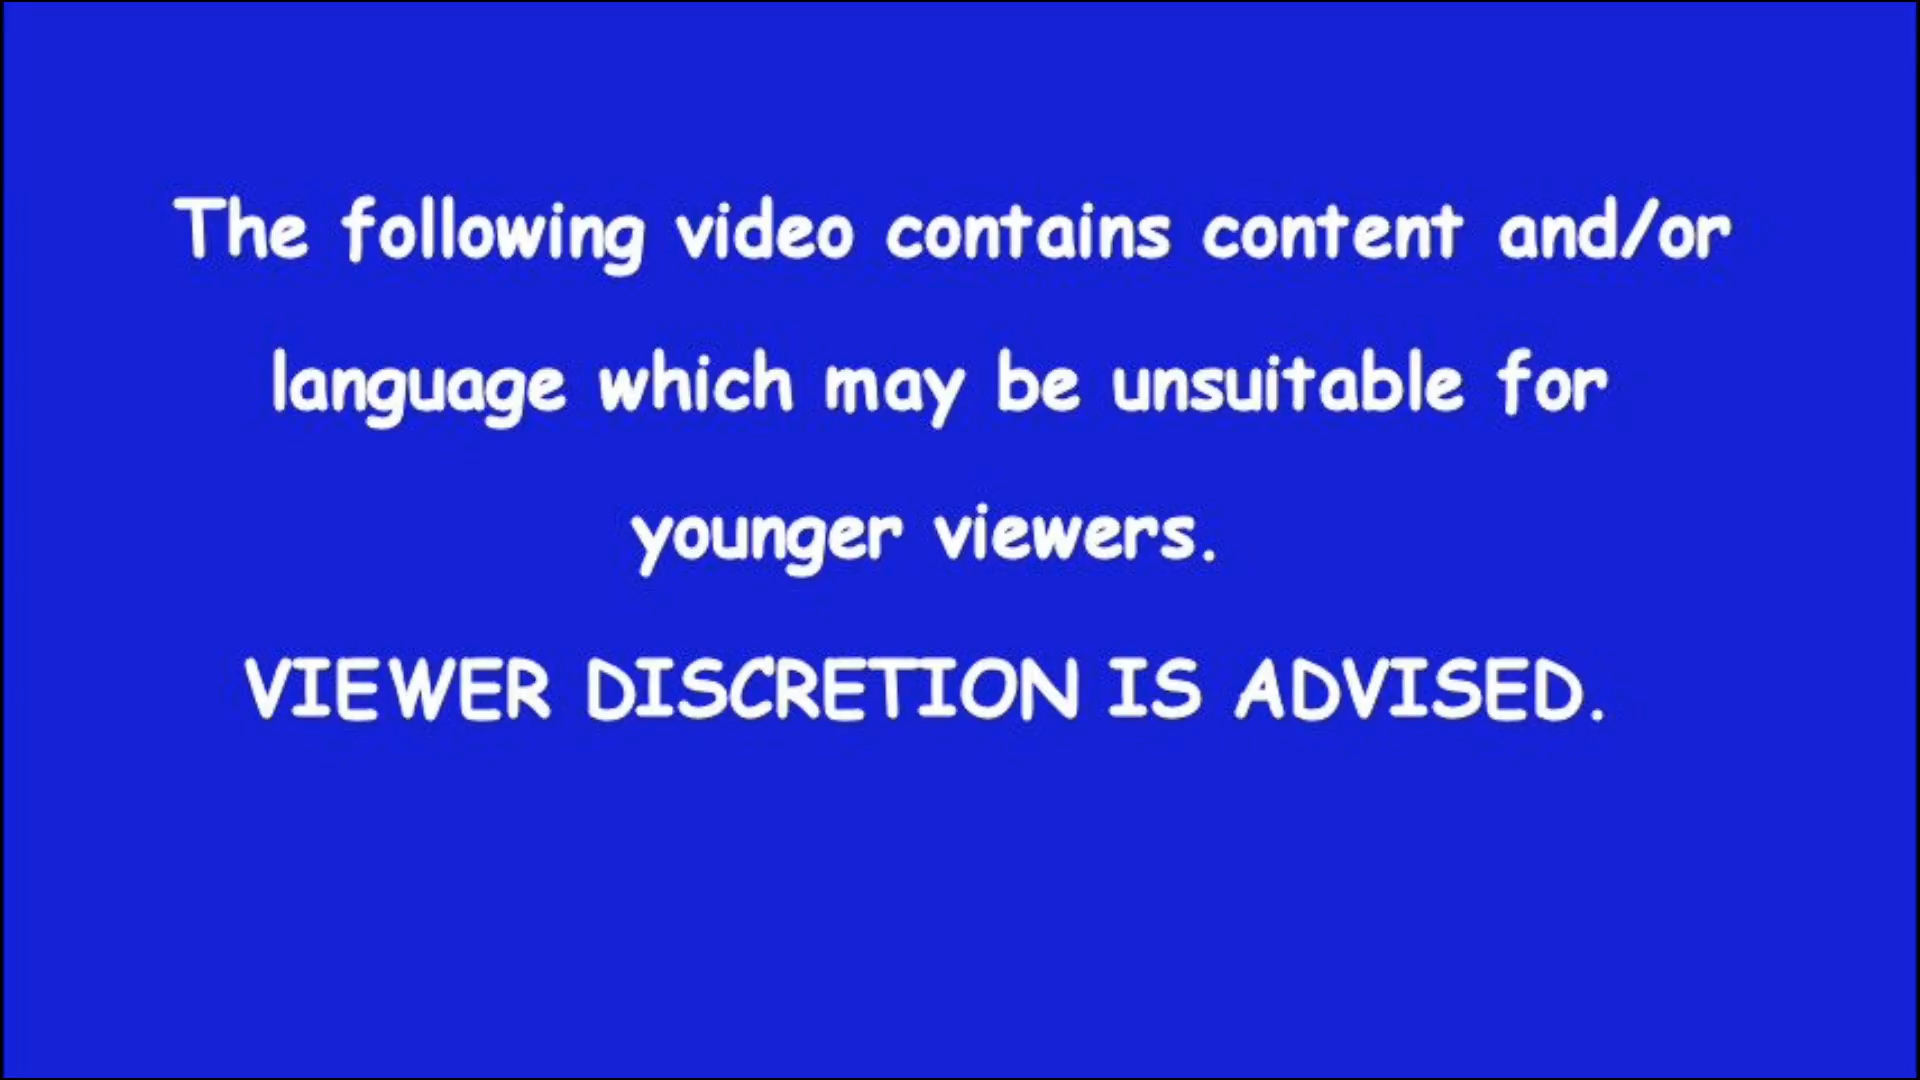 The following video contains content and/or
language which may be unsuitable for
younger viewers.
VIEWER DISCRETION IS ADVISED.